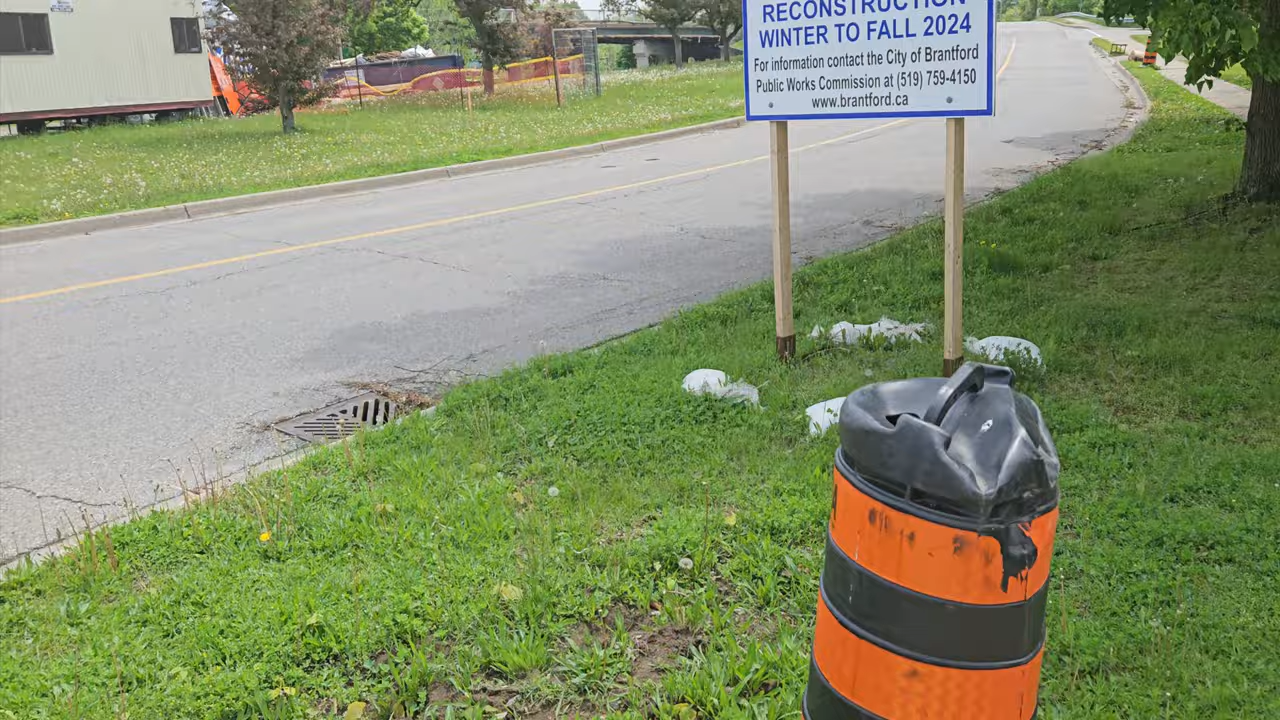 RECONSTRUCTION
WINTER TO FALL 2024
For information contact the City of Brantford
Public Works Commission at (519) 759-4150
www.brantford.ca